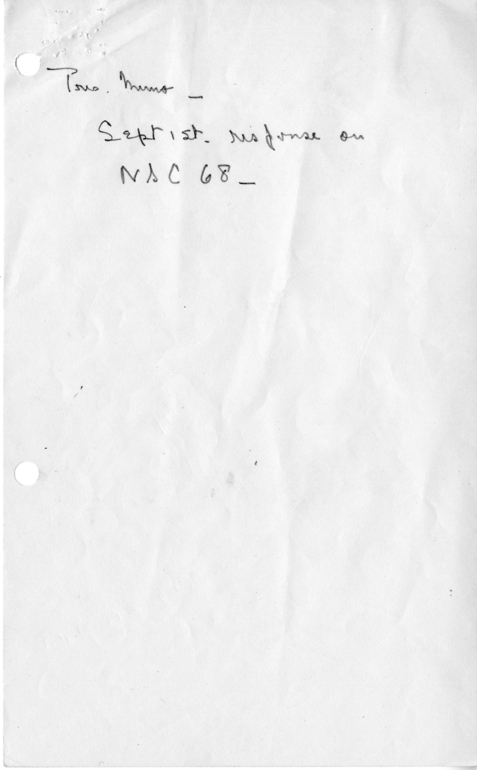 Pres. Memo –
Sept 1st. response on
NSC 68 –